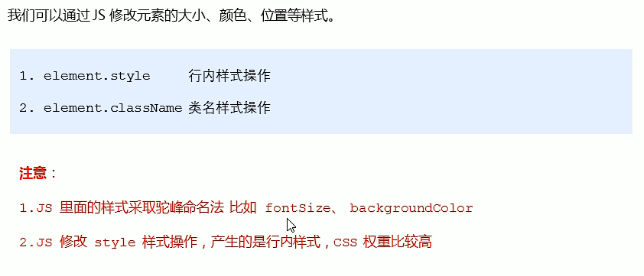 我们可以通过 JS 修改元素的大小、颜色、位置等样式。
1. element.style 行内样式操作
2. element.className 类名样式操作
注意：
1.JS 里面的样式采取驼峰命名法 比如 fontSize、 backgroundColor
2.JS 修改 style 样式操作，产生的是行内样式，CSS 权重比较高